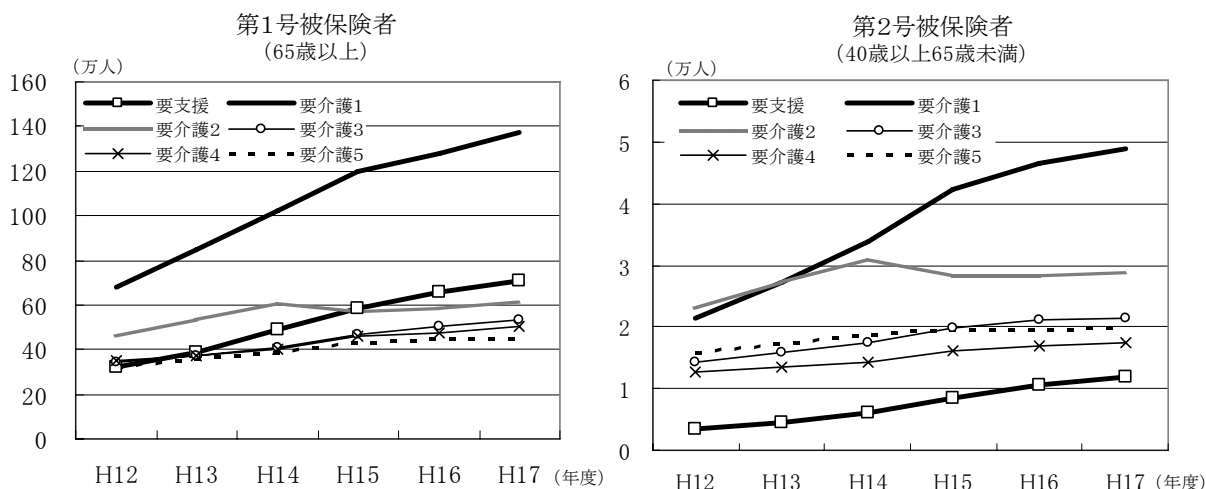 第1号被保険者
（65歳以上）
（万人）
160
140
120
100
80
60
40
20
0
要支援 要介護1
要介護2 要介護3
要介護4 要介護5
H12 H13 H14 H15 H16 H17 （年度）
第2号被保険者
（40歳以上65歳未満）
（万人）
6
5
4
3
2
1
0
要支援 要介護1
要介護2 要介護3
要介護4 要介護5
H12 H13 H14 H15 H16 H17 （年度）